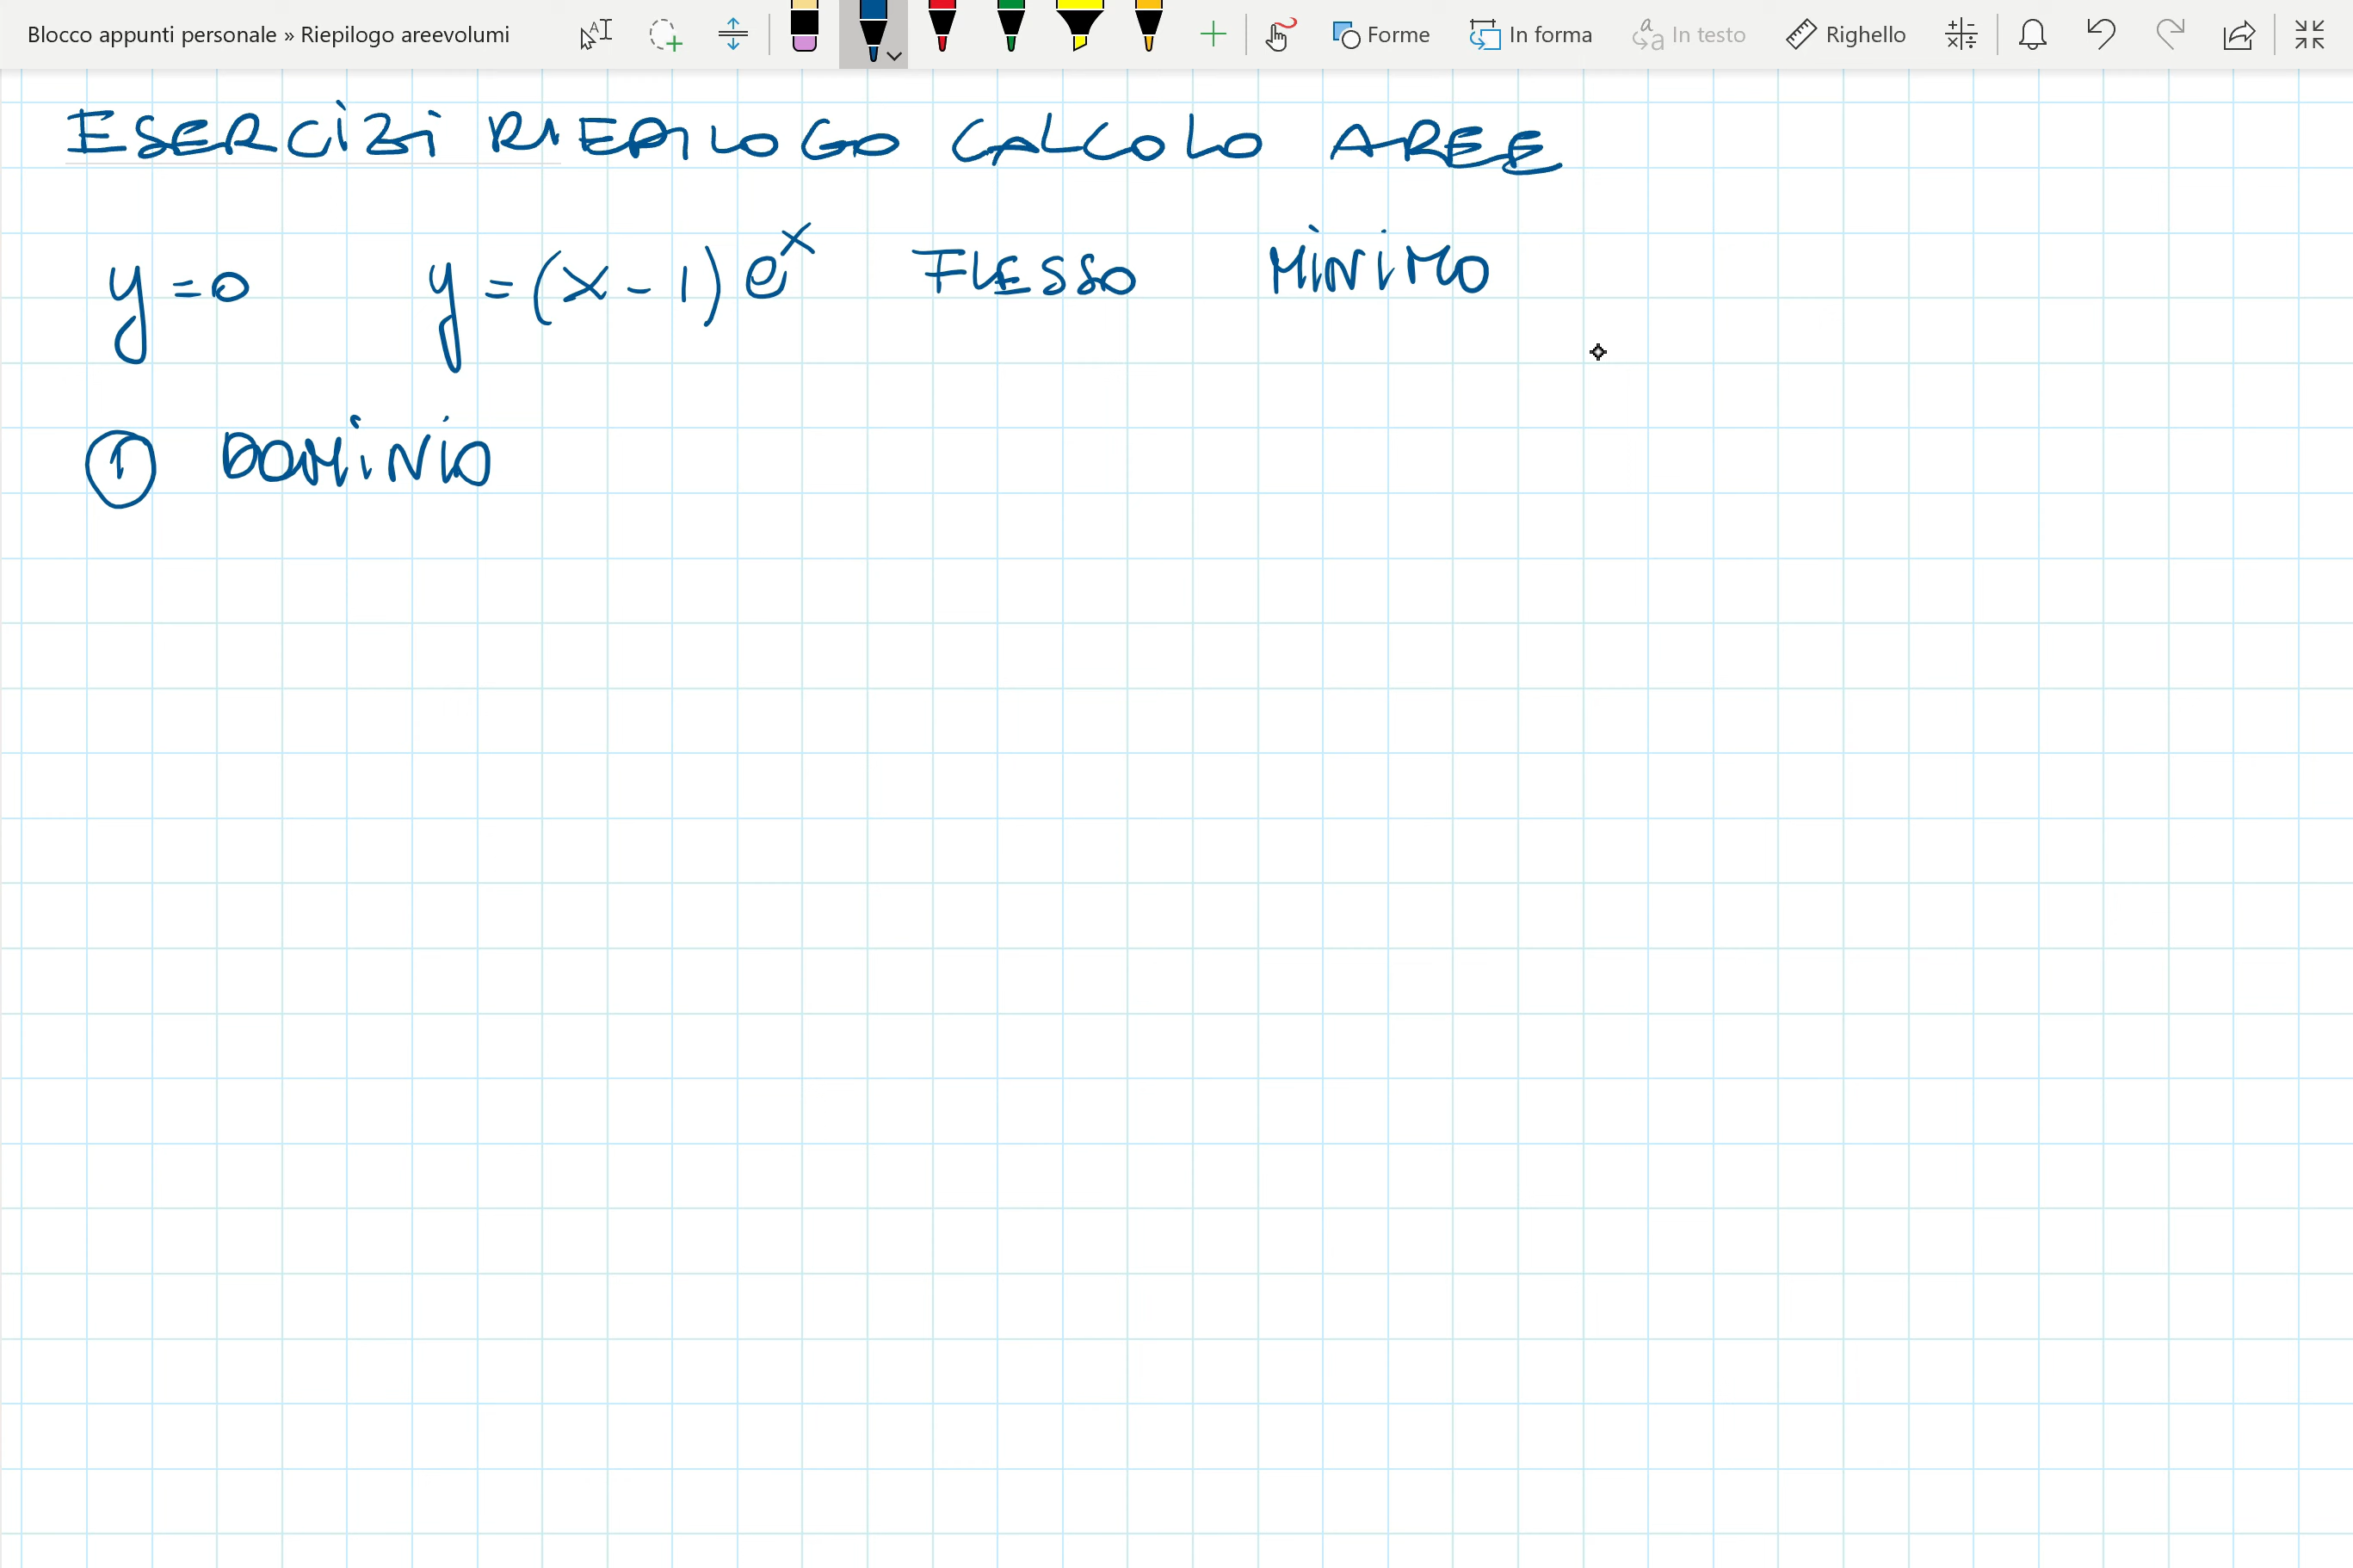 Blocco appunti personale » Riepilogo areevolumi Forme In forma In testo Righello
ESERCIZI RIEPILOGO CALCOLO AREE
y=0 y=(x-1)e^x FLESSO MINIMO
① DOMINIO